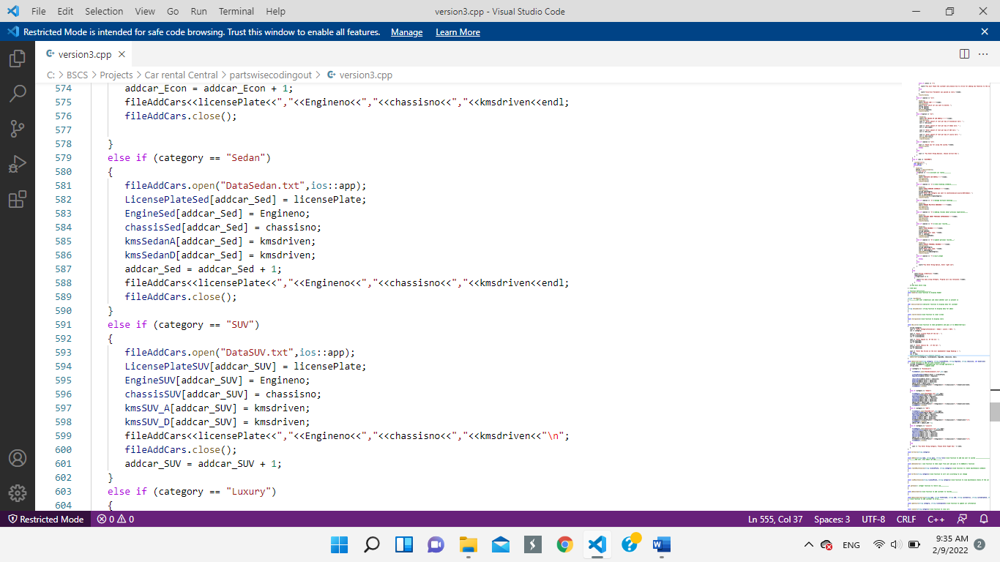 File Edit Selection View Go Run Terminal Help version3.cpp - Visual Studio Code
Restricted Mode is intended for safe code browsing. Trust this window to enable all features. Manage Learn More
version3.cpp
C: > BSCS > Projects > Car rental Central > partswisecodingout > version3.cpp
574 addcar_Econ = addcar_Econ + 1;
575 fileAddCars<<licensePlate<<","<<Engineno<<","<<chassisno<<","<<kmsdriven<<endl;
576 fileAddCars.close();
577
578 }
579 else if (category == "Sedan")
580 {
581 fileAddCars.open("DataSedan.txt",ios::app);
582 LicensePlateSed[addcar_Sed] = licensePlate;
583 EngineSed[addcar_Sed] = Engineno;
584 chassisSed[addcar_Sed] = chassisno;
585 kmsSedanA[addcar_Sed] = kmsdriven;
586 kmsSedanD[addcar_Sed] = kmsdriven;
587 addcar_Sed = addcar_Sed + 1;
588 fileAddCars<<licensePlate<<","<<Engineno<<","<<chassisno<<","<<kmsdriven<<endl;
589 fileAddCars.close();
590 }
591 else if (category == "SUV")
592 {
593 fileAddCars.open("DataSUV.txt",ios::app);
594 LicensePlateSUV[addcar_SUV] = licensePlate;
595 EngineSUV[addcar_SUV] = Engineno;
596 chassisSUV[addcar_SUV] = chassisno;
597 kmsSUV_A[addcar_SUV] = kmsdriven;
598 kmsSUV_D[addcar_SUV] = kmsdriven;
599 fileAddCars<<licensePlate<<","<<Engineno<<","<<chassisno<<","<<kmsdriven<<"\n";
600 fileAddCars.close();
601 addcar_SUV = addcar_SUV + 1;
602 }
603 else if (category == "Luxury")
604 {
Restricted Mode 0 0 Ln 555, Col 37 Spaces: 3 UTF-8 CRLF C++
ENG 9:35 AM
2/9/2022 2